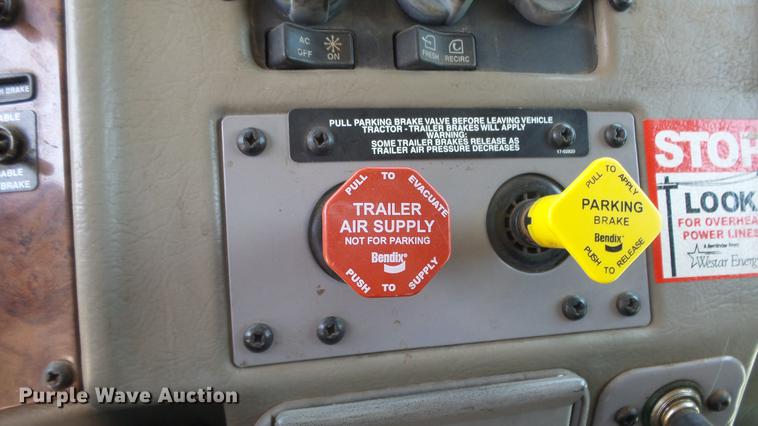 AC
OFF ON
FRESH RECIRC
BRAKE
BRAKE
PULL PARKING BRAKE VALVE BEFORE LEAVING VEHICLE
TRACTOR - TRAILER BRAKES WILL APPLY
WARNING:
SOME TRAILER BRAKES RELEASE AS
TRAILER AIR PRESSURE DECREASES
PULL TO EVACUATE
TRAILER
AIR SUPPLY
NOT FOR PARKING
Bendix
PUSH TO SUPPLY
PULL TO APPLY
PARKING
BRAKE
Bendix
PUSH TO RELEASE
STOP
LOOK
FOR OVERHEA
POWER LINES
Westar Energy
Purple Wave Auction